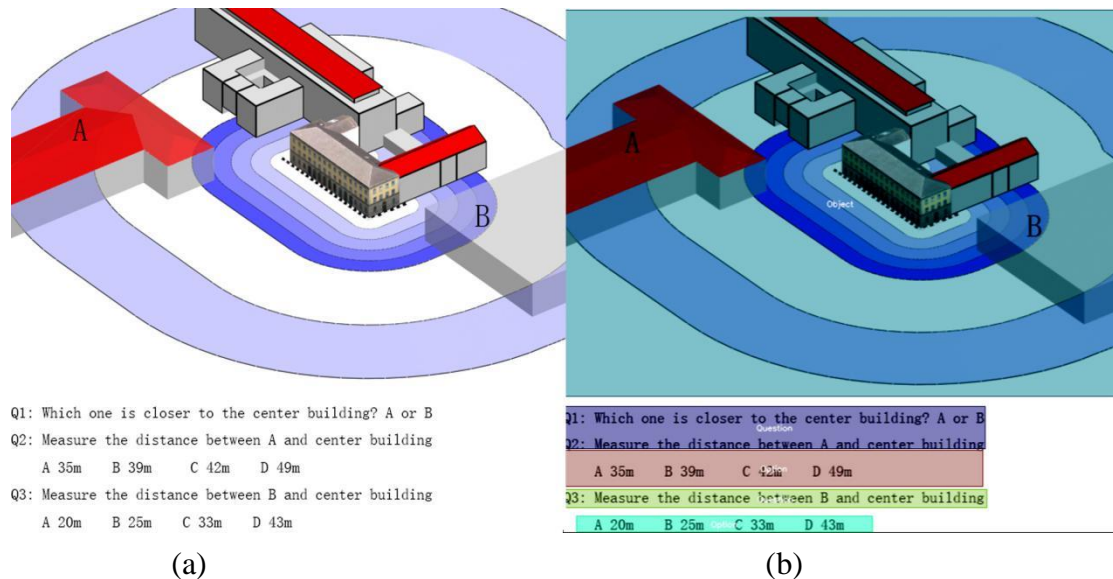 A
B
Q1: Which one is closer to the center building? A or B
Q2: Measure the distance between A and center building
A 35m B 39m C 42m D 49m
Q3: Measure the distance between B and center building
A 20m B 25m C 33m D 43m
(a)
A
Object
B
Q1: Which one is closer to the center building? A or B
Question
Q2: Measure the distance between A and center building
A 35m B 39m C 42m D 49m
Option
Q3: Measure the distance between B and center building
Question
A 20m B 25m C 33m D 43m
Option
(b)